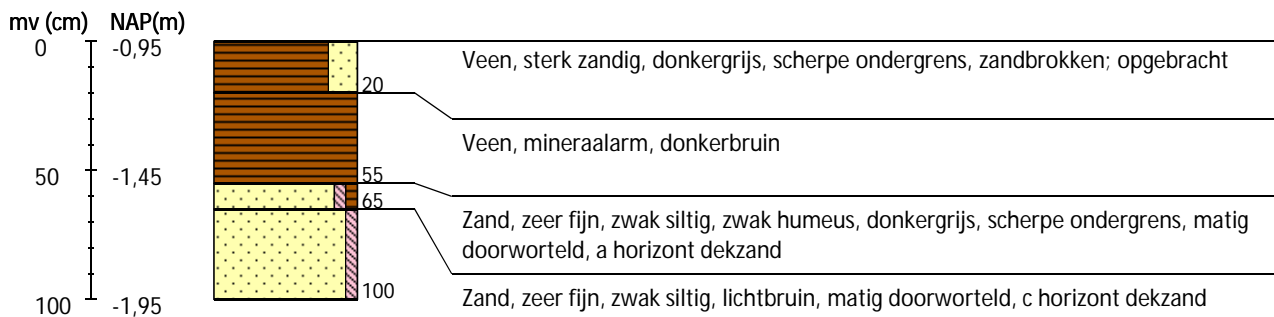 mv (cm) NAP(m)
0 -0,95
Veen, sterk zandig, donkergrijs, scherpe ondergrens, zandbrokken; opgebracht
20
Veen, mineraalarm, donkerbruin
50 -1,45
55
65
Zand, zeer fijn, zwak siltig, zwak humeus, donkergrijs, scherpe ondergrens, matig
doorworteld, a horizont dekzand
100
Zand, zeer fijn, zwak siltig, lichtbruin, matig doorworteld, c horizont dekzand
100 -1,95